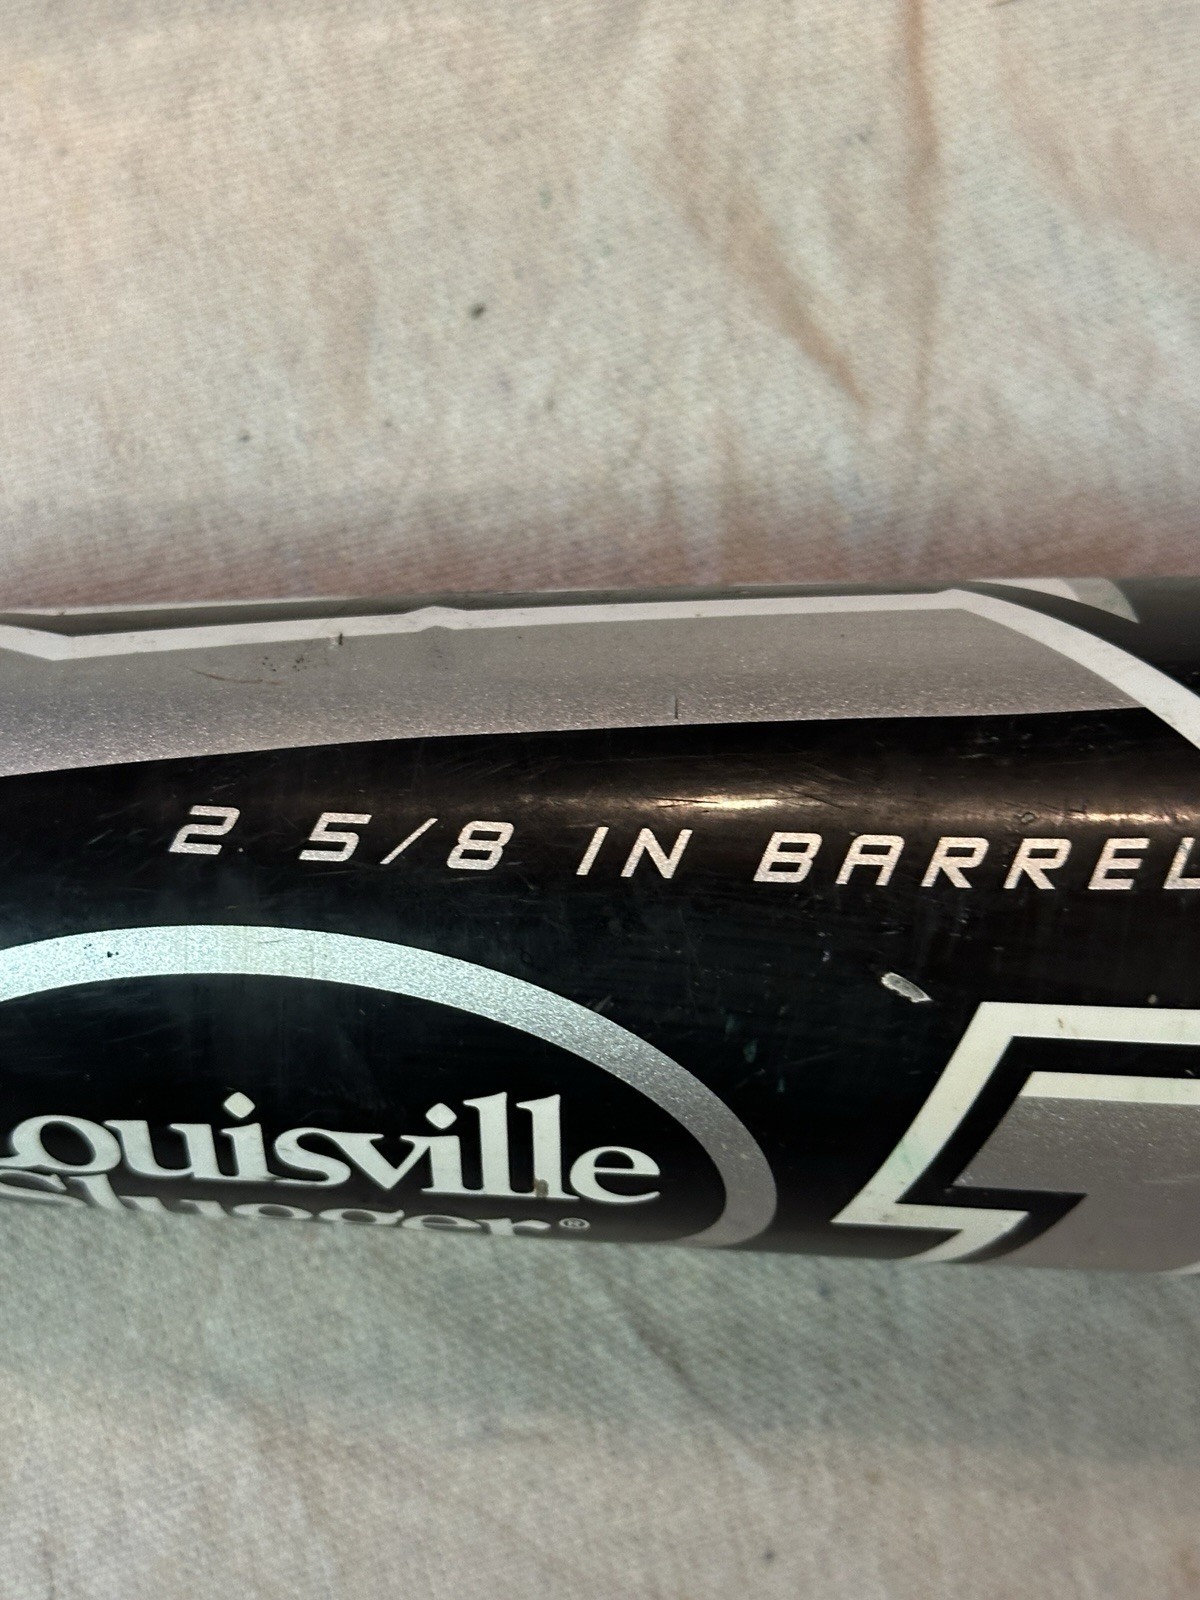 2 5/8 IN BARREL
Louisville
Slugger®